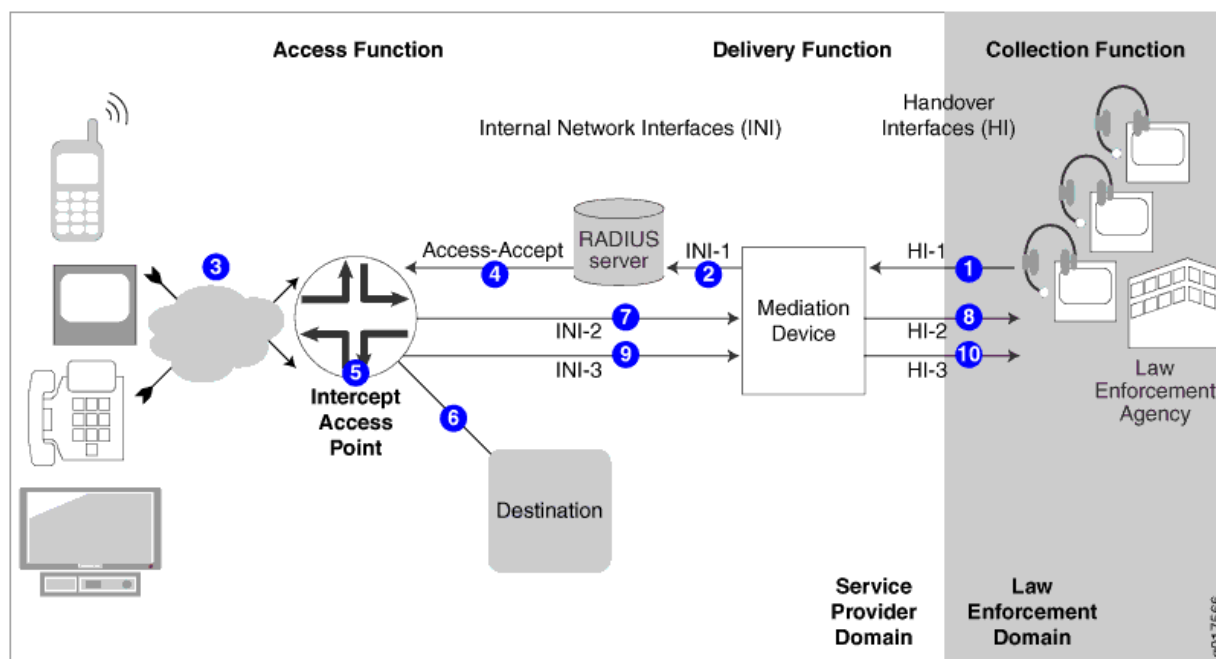 Access Function
Delivery Function
Collection Function
Internal Network Interfaces (INI)
Handover
Interfaces (HI)
3
Access-Accept
4
RADIUS
server
INI-1
2
HI-1
1
7
INI-2
9
INI-3
Mediation
Device
8
HI-2
10
HI-3
5
Intercept
Access
Point
6
Destination
Law
Enforcement
Agency
Service
Provider
Domain
Law
Enforcement
Domain
g017566